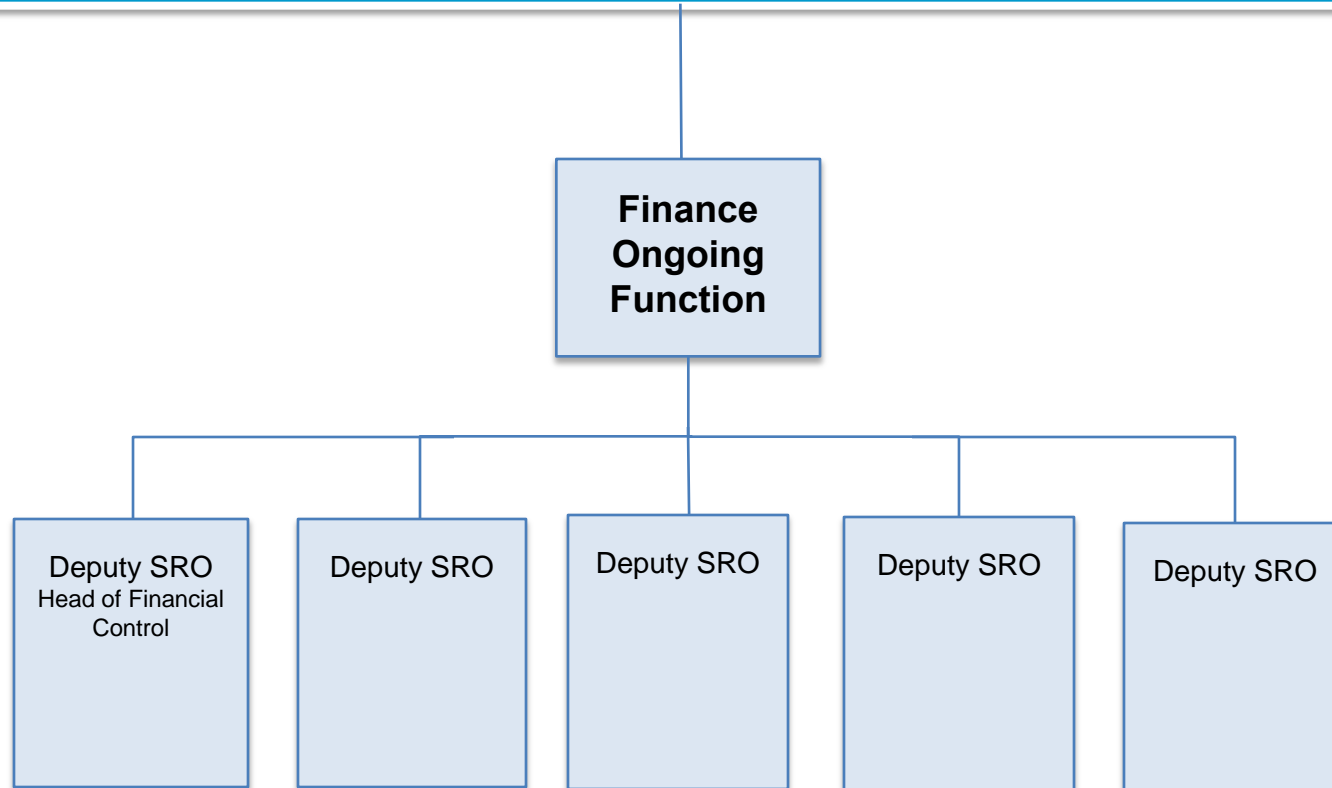 Finance
Ongoing
Function
Deputy SRO
Head of Financial
Control
Deputy SRO
Deputy SRO
Deputy SRO
Deputy SRO